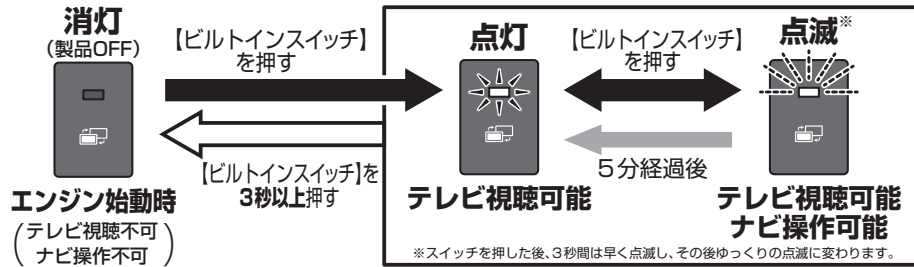 消灯
（製品OFF）
【ビルトインスイッチ】
を押す
点灯
【ビルトインスイッチ】
を押す
点滅※
【ビルトインスイッチ】を
3秒以上押す
5分経過後
エンジン始動時
テレビ視聴可能
テレビ視聴可能
ナビ操作可能
（テレビ視聴不可
ナビ操作不可）
※スイッチを押した後、3秒間は早く点滅し、その後ゆっくりの点滅に変わります。